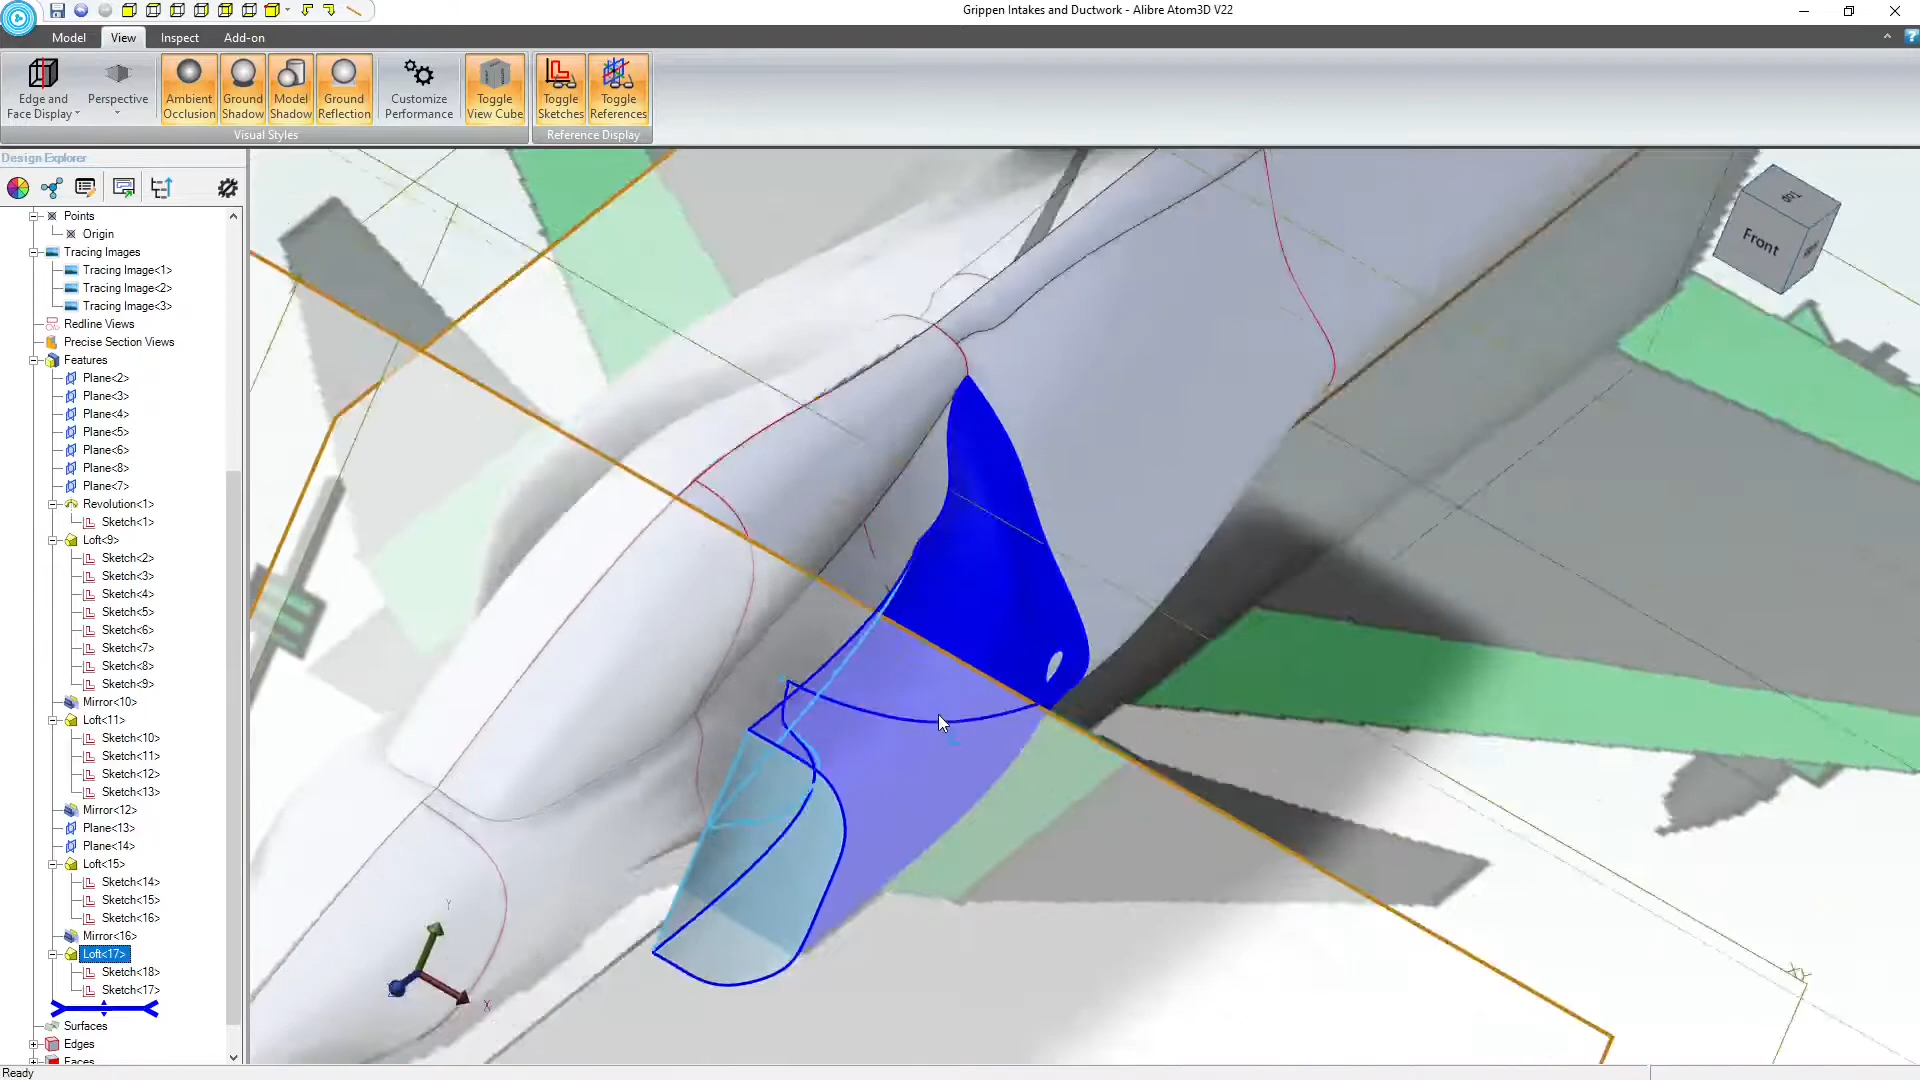 Grippen Intakes and Ductwork - Alibre Atom3D V22
Model
View
Inspect
Add-on
Edge and
Face Display
Perspective
Ambient
Occlusion
Ground
Shadow
Model
Shadow
Ground
Reflection
Customize
Performance
Toggle
View Cube
Toggle
Sketches
Toggle
References
Visual Styles
Reference Display
Design Explorer
Points
Origin
Tracing Images
Tracing Image<1>
Tracing Image<2>
Tracing Image<3>
Redline Views
Precise Section Views
Features
Plane<2>
Plane<3>
Plane<4>
Plane<5>
Plane<6>
Plane<8>
Plane<7>
Revolution<1>
Sketch<1>
Loft<9>
Sketch<2>
Sketch<3>
Sketch<4>
Sketch<5>
Sketch<6>
Sketch<7>
Sketch<8>
Sketch<9>
Mirror<10>
Loft<11>
Sketch<10>
Sketch<11>
Sketch<12>
Sketch<13>
Mirror<12>
Plane<13>
Plane<14>
Loft<15>
Sketch<14>
Sketch<15>
Sketch<16>
Mirror<16>
Loft<17>
Sketch<18>
Sketch<17>
Surfaces
Edges
Faces
Front
Y
X
Ready